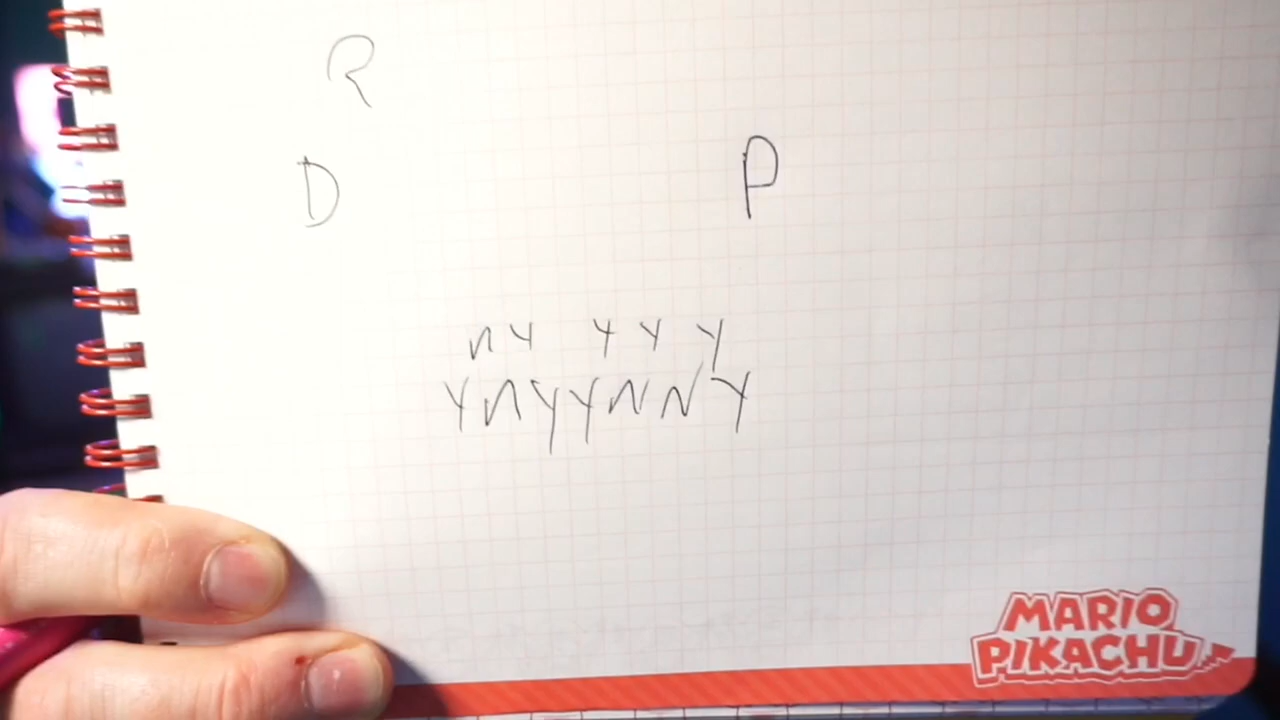 R
D P
n y y y y
Y n y y N N Y
MARIO
PIKACHU